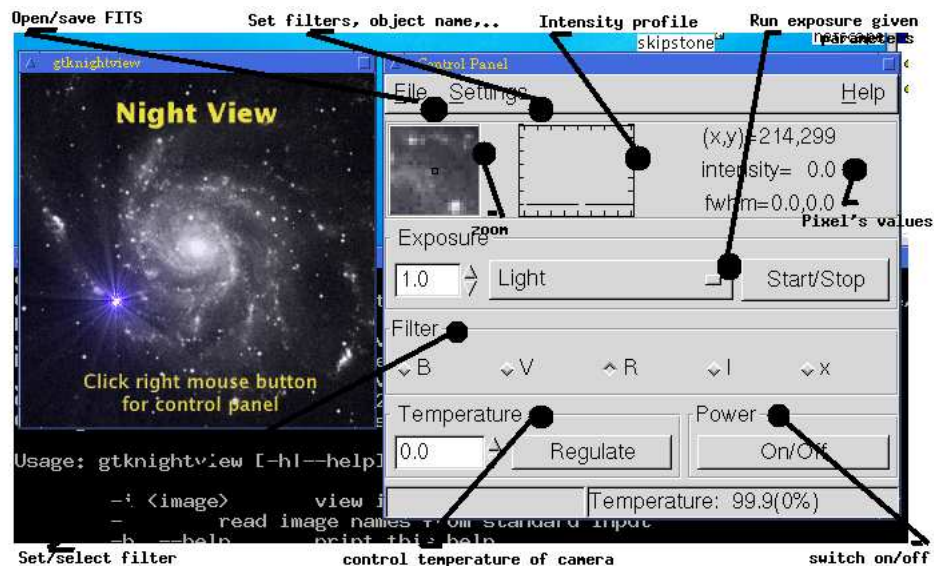 Open/save FITS
Set filters, object name,..
Intensity profile
Run exposure given
parameters
skipstone
gtknightview
Control Panel
File Settings Help
Night View
(x,y)=214,299
intensity= 0.0
fwhm=0.0,0.0
Pixel's values
zoom
Exposure
1.0 Light Start/Stop
Filter
B V R I x
Click right mouse button
for control panel
Temperature Power
0.0 Regulate On/Off
Usage: gtknightview [-h|--help]
Temperature: 99.9(0%)
-i <image> view
- read image names from standard input
-h, --help print this help
Set/select filter
control temperature of camera
switch on/off